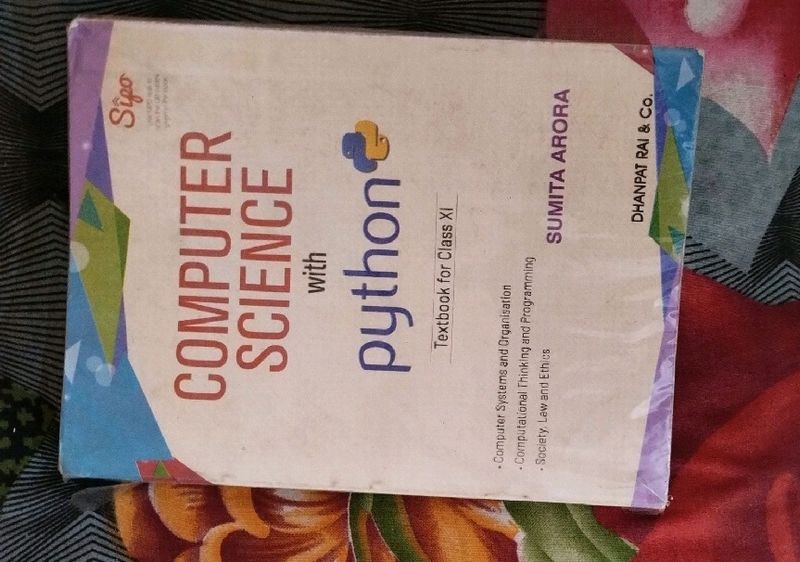 Sipo
COMPUTER
SCIENCE
with
python
Textbook for Class XI
• Computer Systems and Organisation
• Computational Thinking and Programming
• Society, Law and Ethics
SUMITA ARORA
DHANPAT RAI & Co.